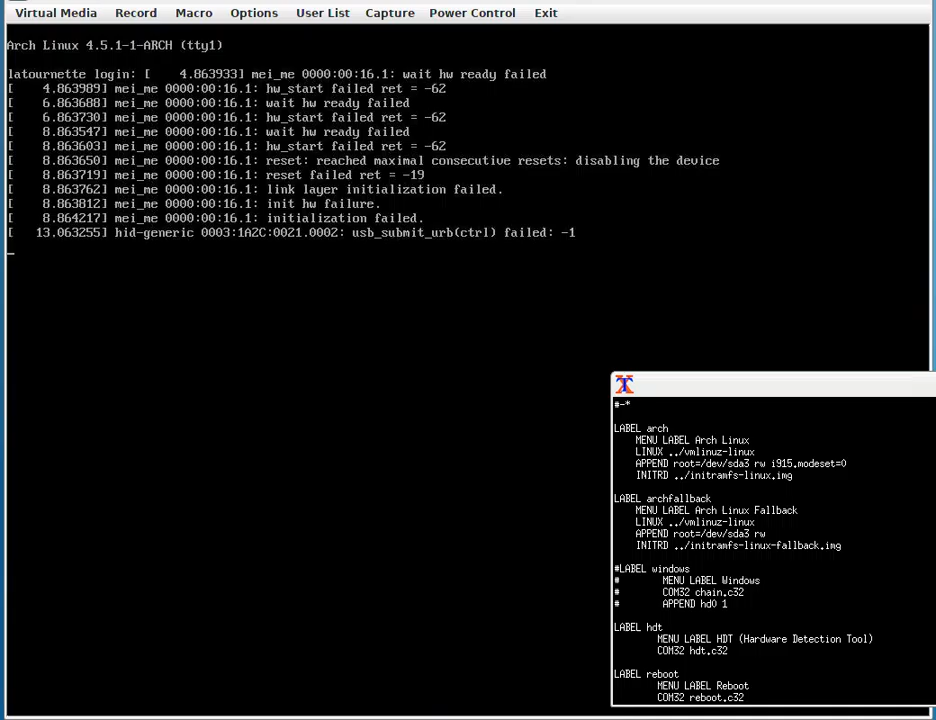 Virtual Media Record Macro Options User List Capture Power Control Exit
Arch Linux 4.5.1-1-ARCH (tty1)
latournette login: [    4.863933] mei_me 0000:00:16.1: wait hw ready failed
[    4.863989] mei_me 0000:00:16.1: hw_start failed ret = -62
[    6.863688] mei_me 0000:00:16.1: wait hw ready failed
[    6.863730] mei_me 0000:00:16.1: hw_start failed ret = -62
[    8.863547] mei_me 0000:00:16.1: wait hw ready failed
[    8.863603] mei_me 0000:00:16.1: hw_start failed ret = -62
[    8.863650] mei_me 0000:00:16.1: reset: reached maximal consecutive resets: disabling the device
[    8.863719] mei_me 0000:00:16.1: reset failed ret = -19
[    8.863762] mei_me 0000:00:16.1: link layer initialization failed.
[    8.863812] mei_me 0000:00:16.1: init hw failure.
[    8.864217] mei_me 0000:00:16.1: initialization failed.
[   13.063255] hid-generic 0003:1A2C:0021.0002: usb_submit_urb(ctrl) failed: -1
#-*
LABEL arch
MENU LABEL Arch Linux
LINUX ../vmlinuz-linux
APPEND root=/dev/sda3 rw i915.modeset=0
INITRD ../initramfs-linux.img
LABEL archfallback
MENU LABEL Arch Linux Fallback
LINUX ../vmlinuz-linux
APPEND root=/dev/sda3 rw
INITRD ../initramfs-linux-fallback.img
#LABEL windows
#       MENU LABEL Windows
#       COM32 chain.c32
#       APPEND hd0 1
LABEL hdt
MENU LABEL HDT (Hardware Detection Tool)
COM32 hdt.c32
LABEL reboot
MENU LABEL Reboot
COM32 reboot.c32